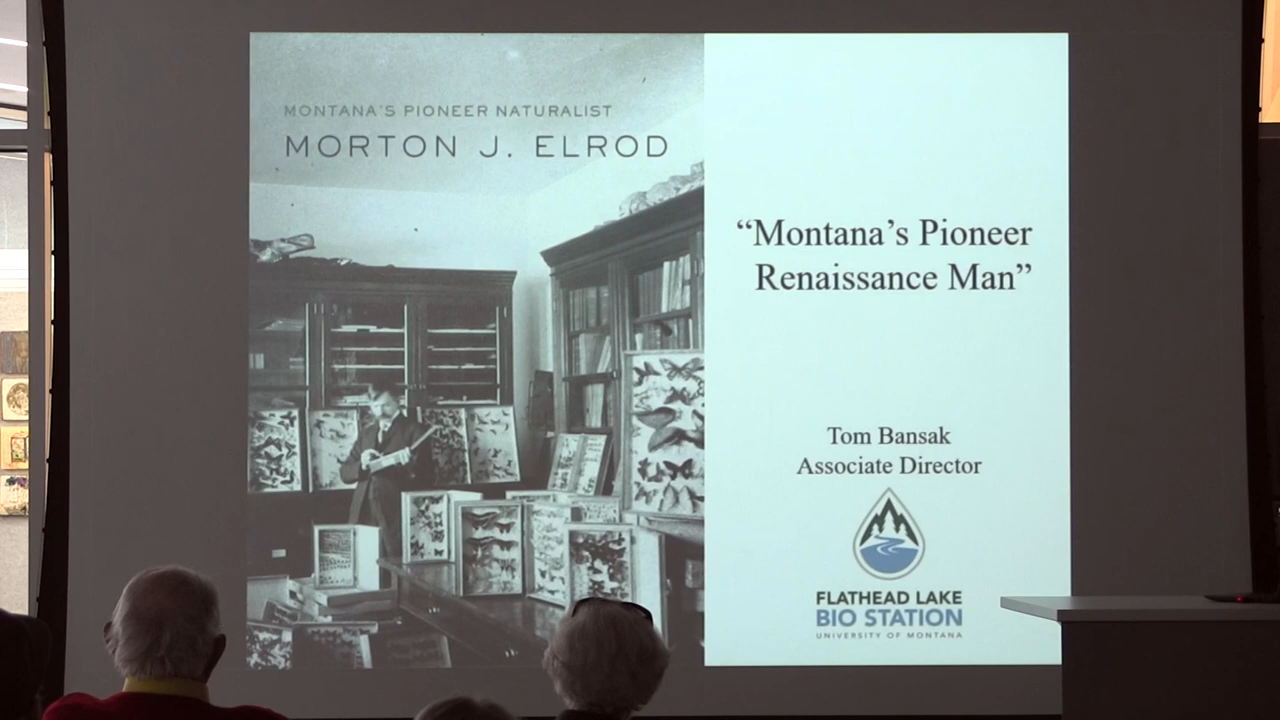 MONTANA'S PIONEER NATURALIST
MORTON J. ELROD
“Montana’s Pioneer
Renaissance Man”
Tom Bansak
Associate Director
FLATHEAD LAKE
BIO STATION
UNIVERSITY OF MONTANA